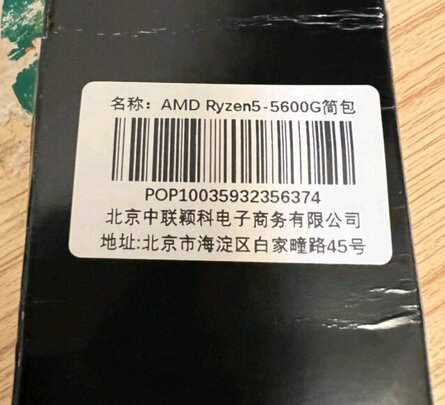 名称：AMD Ryzen5-5600G简包
POP10035932356374
北京中联颖科电子商务有限公司
地址:北京市海淀区白家疃路45号